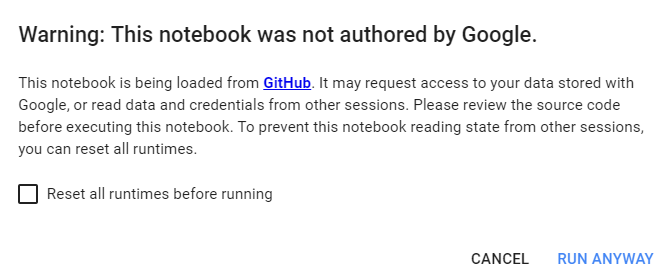 Warning: This notebook was not authored by Google.
This notebook is being loaded from GitHub. It may request access to your data stored with
Google, or read data and credentials from other sessions. Please review the source code
before executing this notebook. To prevent this notebook reading state from other sessions,
you can reset all runtimes.
Reset all runtimes before running
CANCEL RUN ANYWAY